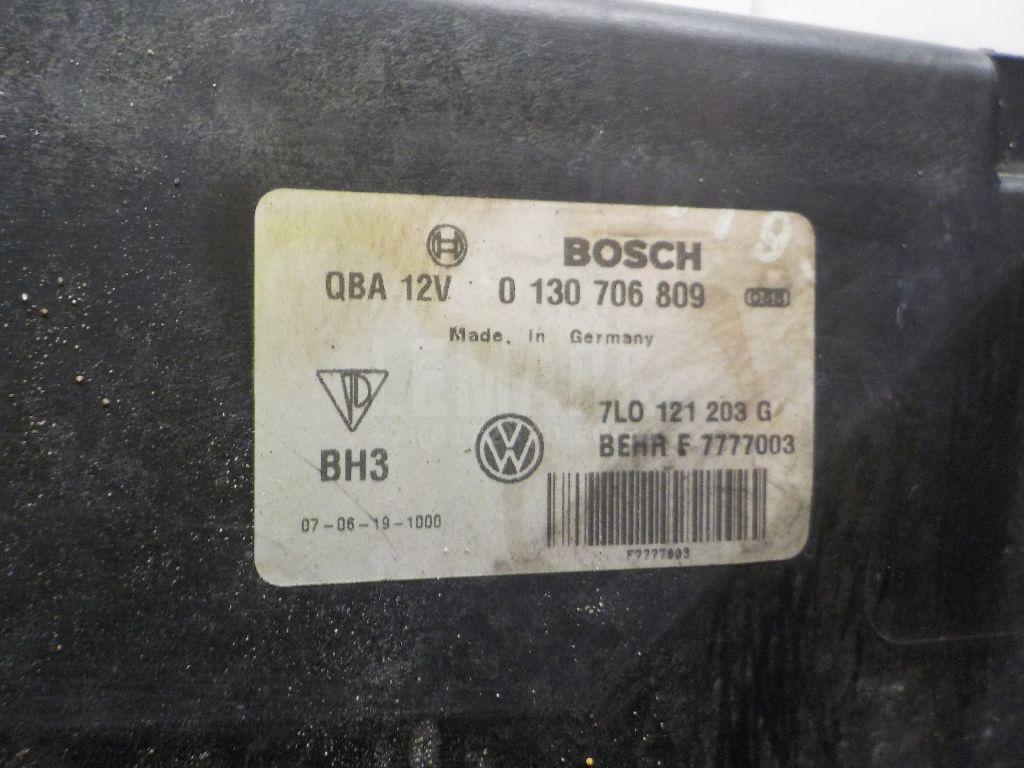 BOSCH
QBA 12V 0 130 706 809
Made. in Germany
7L0 121 203 G
BEHR F 7777003
BH3
07-06-19-1000
F7777003